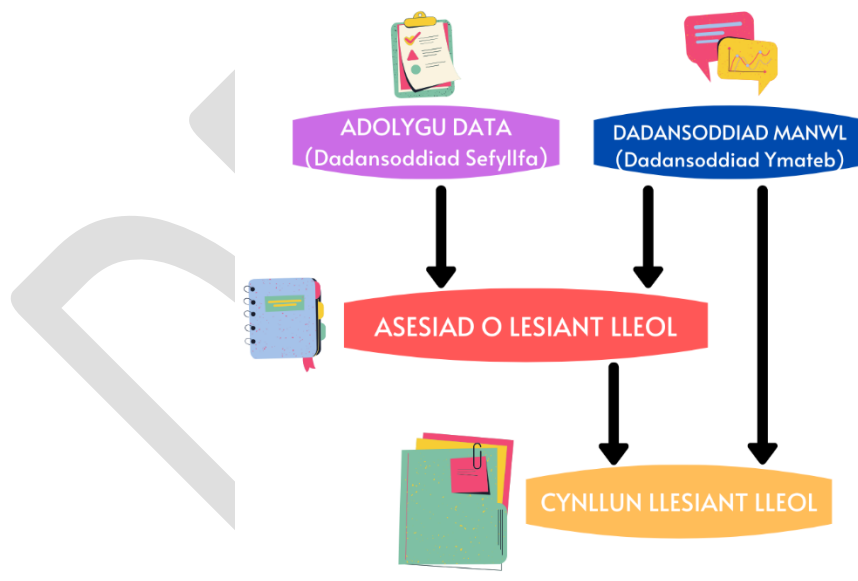 ADOLYGU DATA
(Dadansoddiad Sefyllfa)
DADANSODDIAD MANWL
(Dadansoddiad Ymateb)
ASESIAD O LESIANT LLEOL
CYNLLUN LLESIANT LLEOL